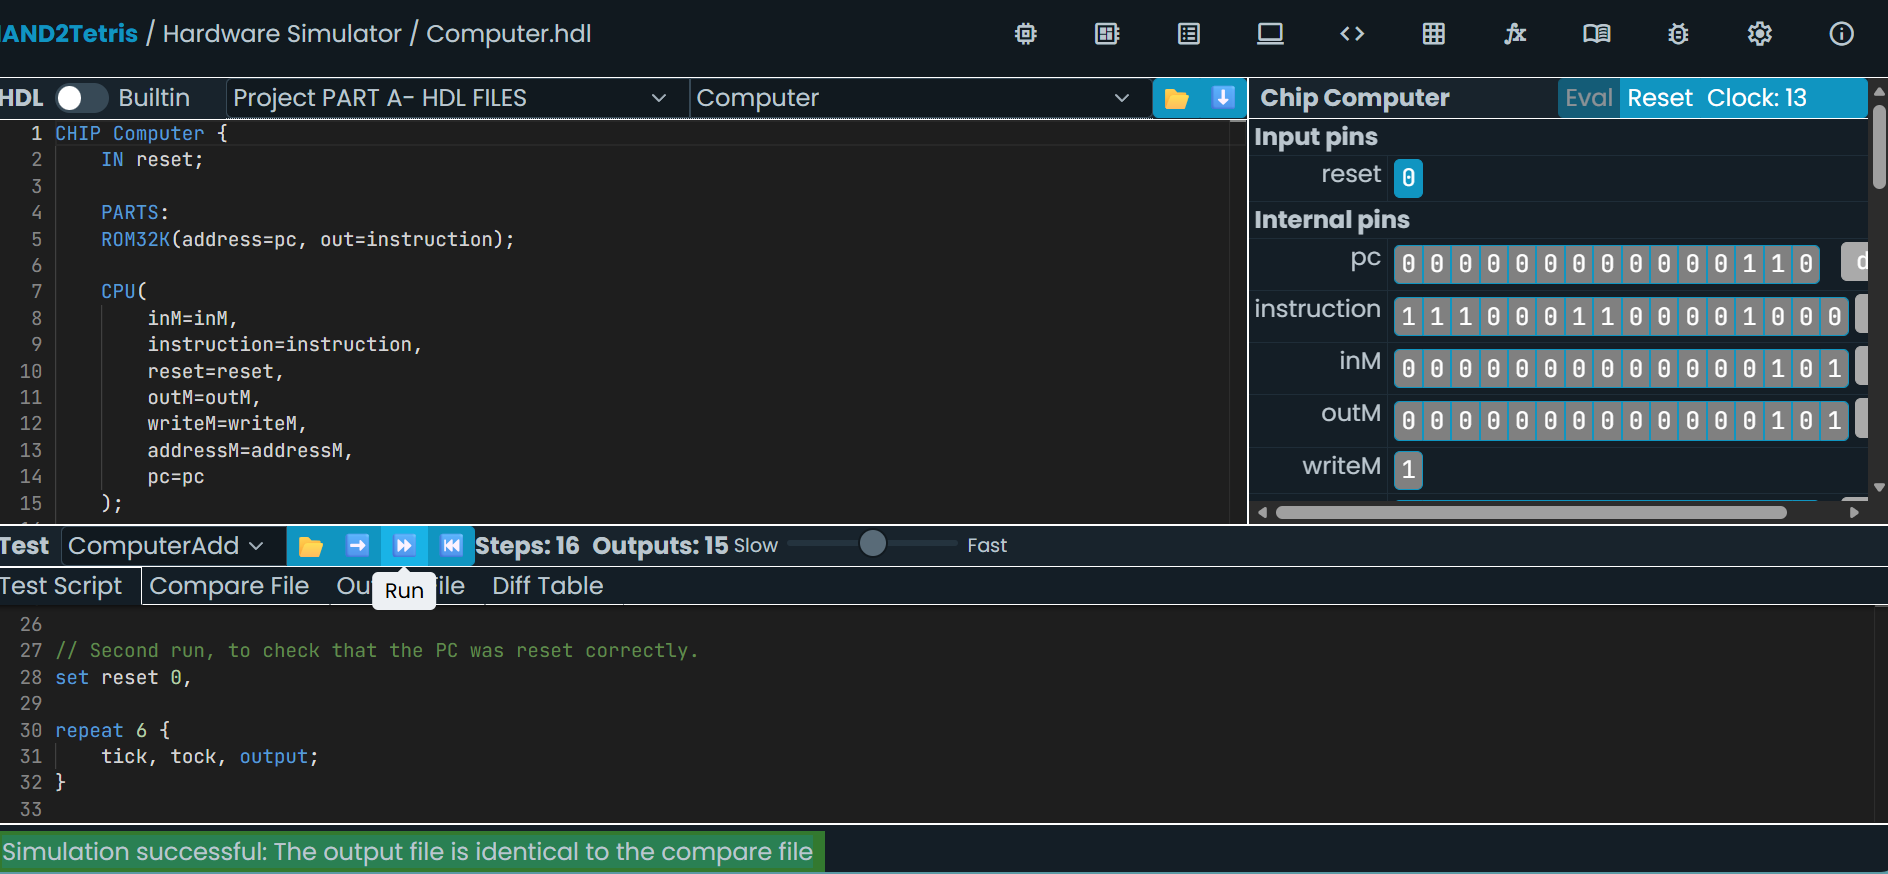 AND2Tetris / Hardware Simulator / Computer.hdl
HDL Builtin Project PART A- HDL FILES Computer
1 CHIP Computer {
2 IN reset;
3
4 PARTS:
5 ROM32K(address=pc, out=instruction);
6
7 CPU(
8 inM=inM,
9 instruction=instruction,
10 reset=reset,
11 outM=outM,
12 writeM=writeM,
13 addressM=addressM,
14 pc=pc
15 );
Chip Computer Eval Reset Clock: 13
Input pins
reset 0
Internal pins
pc 0 0 0 0 0 0 0 0 0 0 0 0 1 1 0 d
instruction 1 1 1 0 0 0 1 1 0 0 0 0 1 0 0 0
inM 0 0 0 0 0 0 0 0 0 0 0 0 0 1 0 1
outM 0 0 0 0 0 0 0 0 0 0 0 0 0 1 0 1
writeM 1
Test ComputerAdd Steps: 16 Outputs: 15 Slow Fast
Test Script Compare File Ou ile Diff Table
Run
26
27 // Second run, to check that the PC was reset correctly.
28 set reset 0,
29
30 repeat 6 {
31 tick, tock, output;
32 }
33
Simulation successful: The output file is identical to the compare file